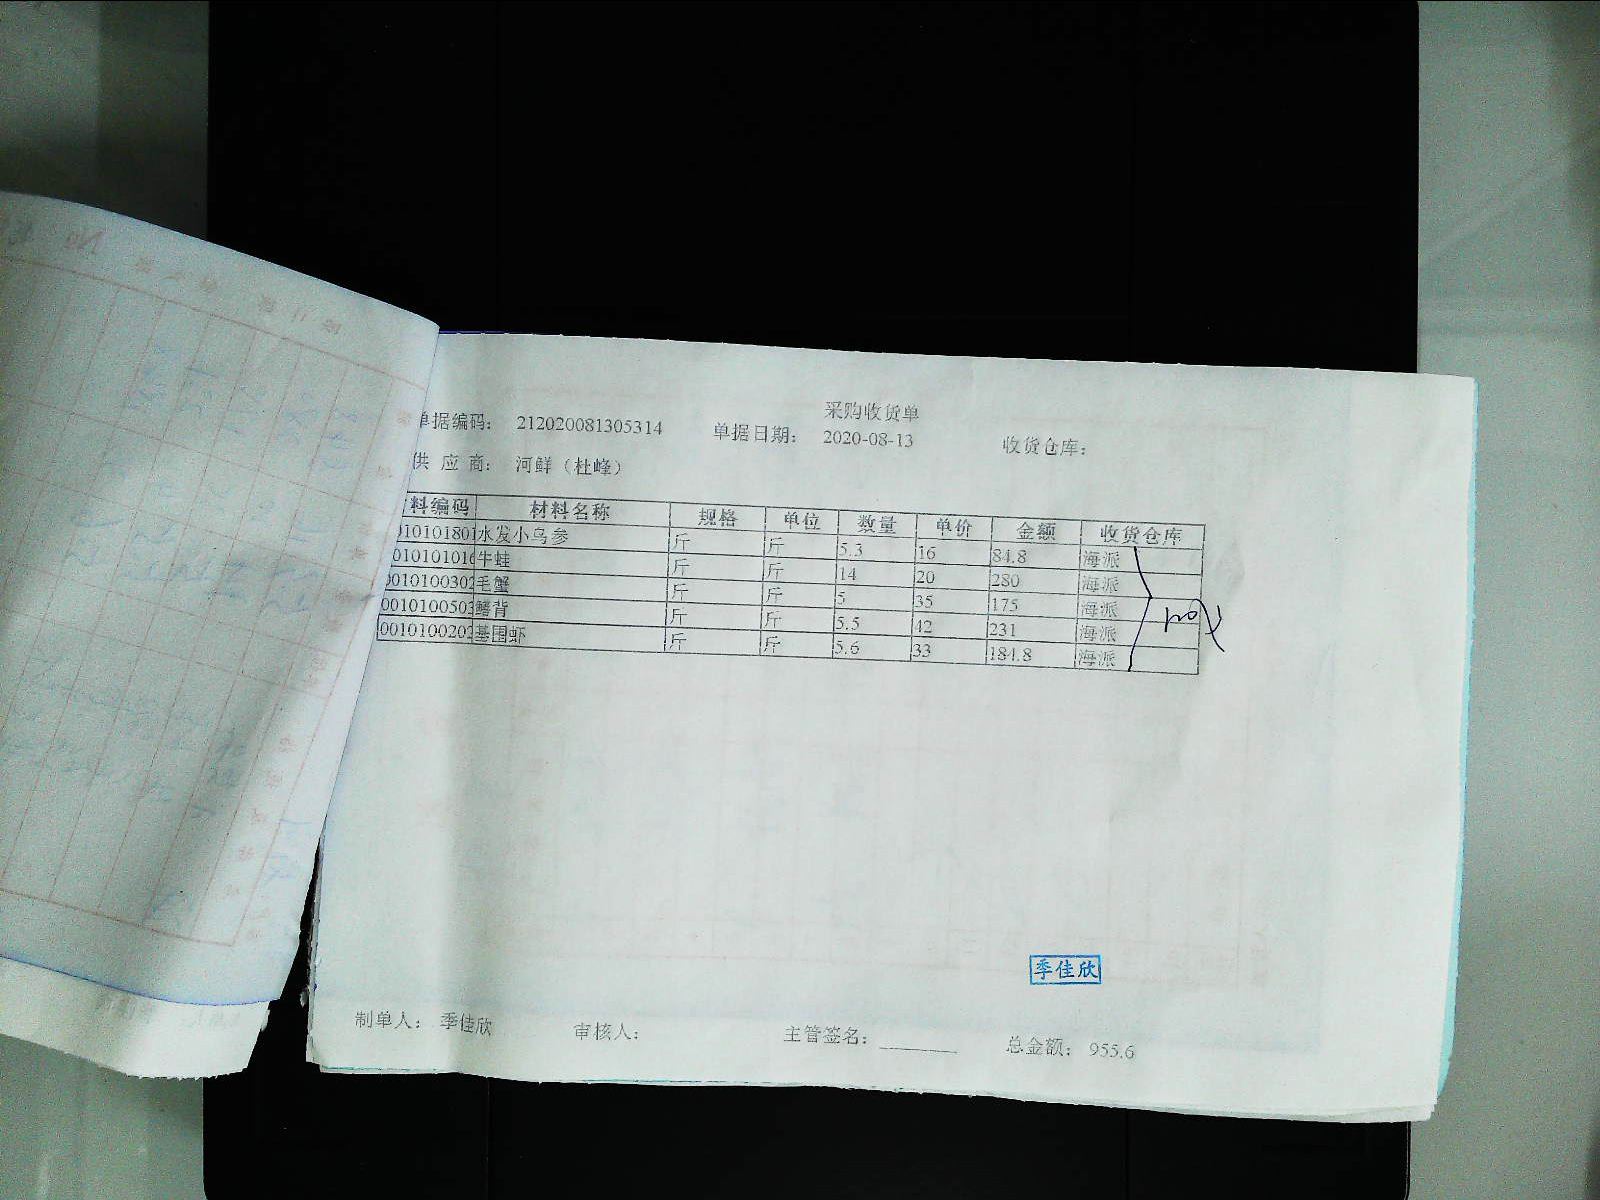 采购收货单
单据编码： 212020081305314 单据日期： 2020-08-13 收货仓库：
供 应 商： 河鲜（杜峰）
料编码 材料名称 规格 单位 数量 单价 金额 收货仓库
010101801 水发小乌参 斤 斤 5.3 16 84.8 海派
010101016 牛蛙 斤 斤 14 20 280 海派
0010100302 毛蟹 斤 斤 5 35 175 海派
0010100503 鳝背 斤 斤 5.5 42 231 海派
0010100202 基围虾 斤 斤 5.6 33 184.8 海派
季佳欣
制单人： 季佳欣 审核人： 主管签名： 总金额： 955.6